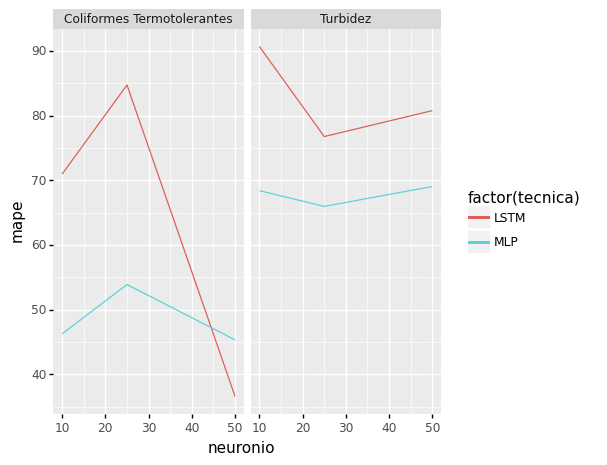 Coliformes Termotolerantes
Turbidez
90
80
70
60
50
40
mape
10 20 30 40 50
10 20 30 40 50
neuronio
factor(tecnica)
LSTM
MLP